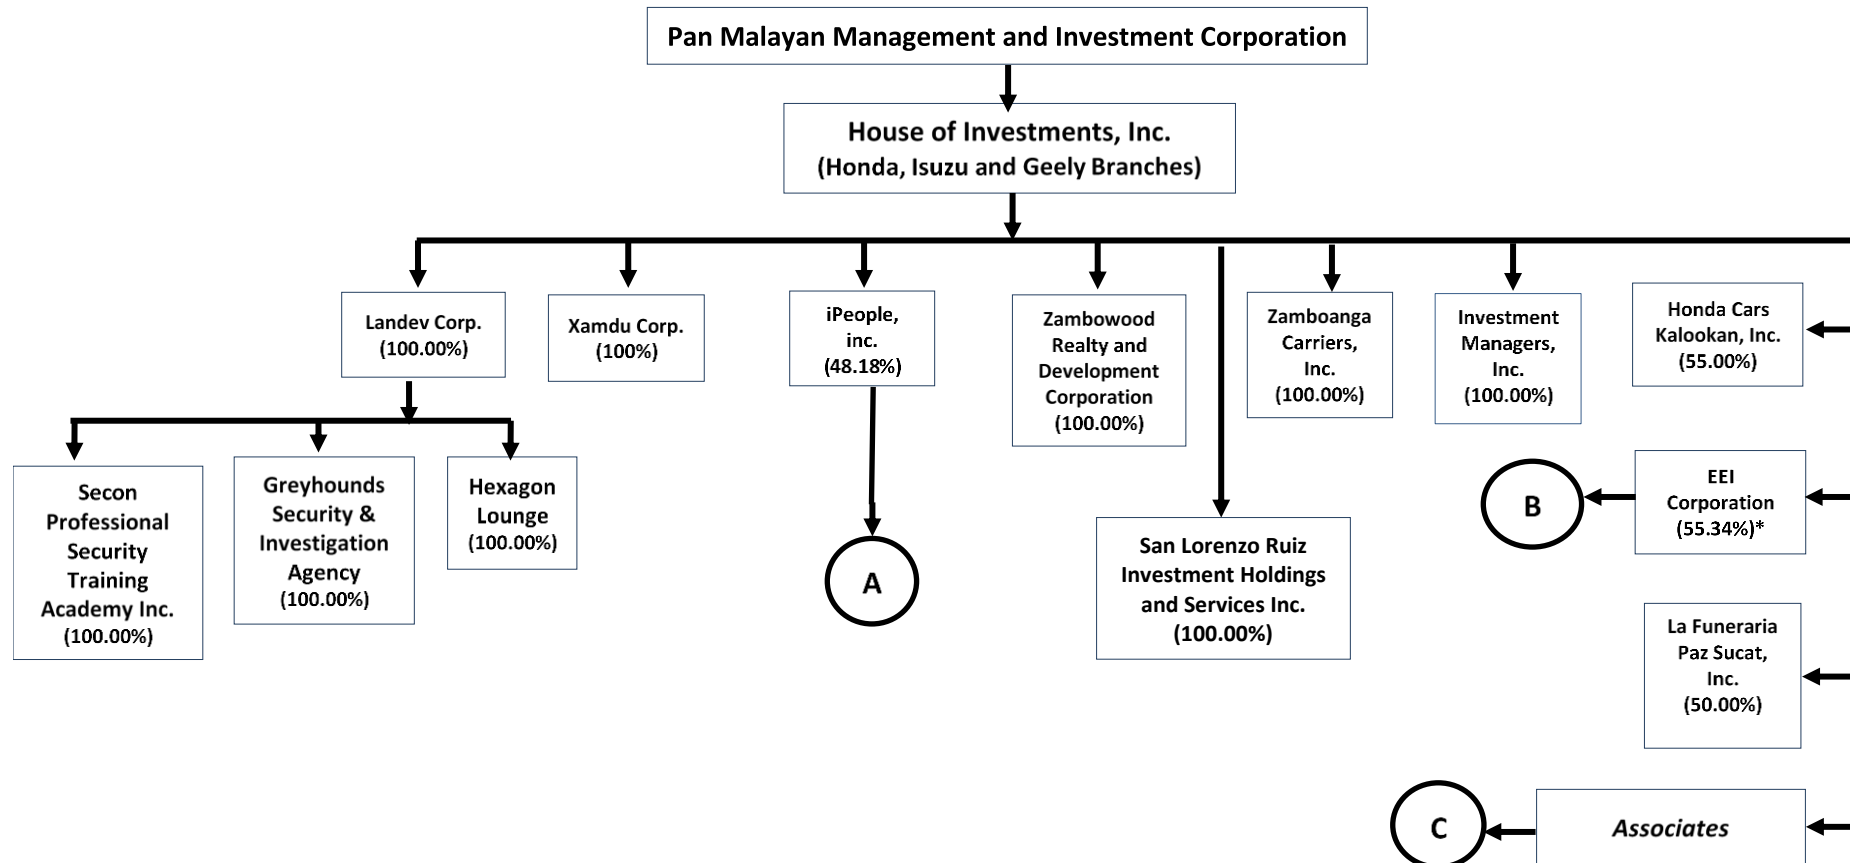 Pan Malayan Management and Investment Corporation
House of Investments, Inc.
(Honda, Isuzu and Geely Branches)
Landev Corp.
(100.00%)
Xamdu Corp.
(100%)
iPeople,
inc.
(48.18%)
Zambowood
Realty and
Development
Corporation
(100.00%)
Zamboanga
Carriers,
Inc.
(100.00%)
Investment
Managers,
Inc.
(100.00%)
Honda Cars
Kalookan, Inc.
(55.00%)
Secon
Professional
Security
Training
Academy Inc.
(100.00%)
Greyhounds
Security &
Investigation
Agency
(100.00%)
Hexagon
Lounge
(100.00%)
A
San Lorenzo Ruiz
Investment Holdings
and Services Inc.
(100.00%)
B
EEI
Corporation
(55.34%)*
La Funeraria
Paz Sucat,
Inc.
(50.00%)
C
Associates